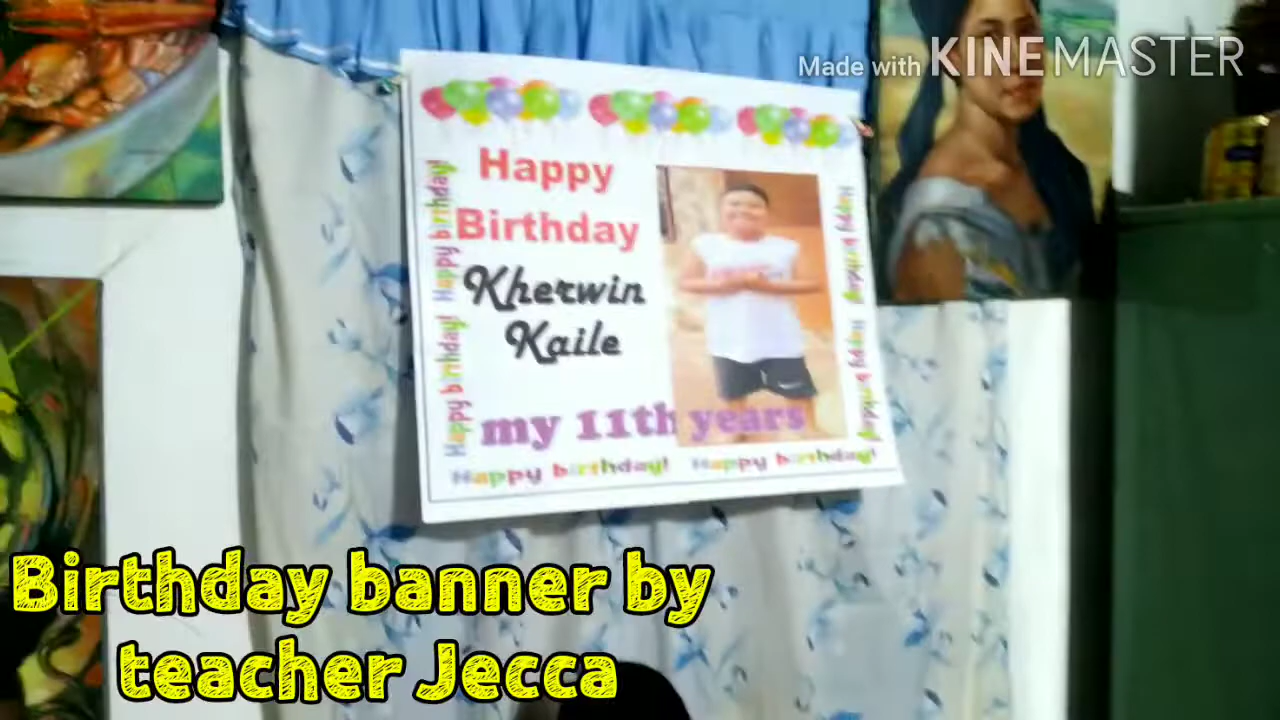 Made with KINEMASTER
Happy
Birthday
Kherwin
Kaile
my 11th years
Happy birthday! Happy birthday!
Happy birthday! Happy birthday!
Happy birthday! Happy birthday!
Birthday banner by
teacher Jecca